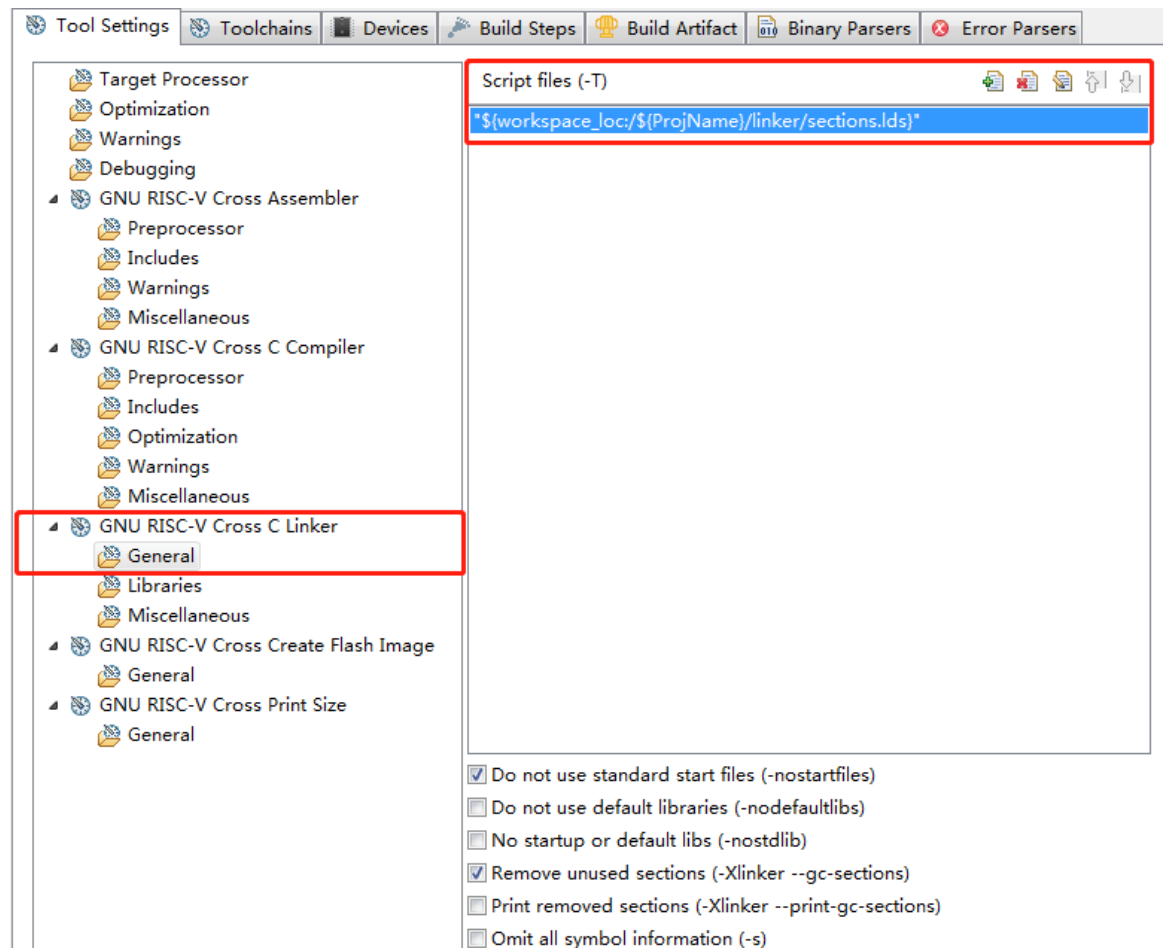 Tool Settings Toolchains Devices Build Steps Build Artifact Binary Parsers Error Parsers
Target Processor
Optimization
Warnings
Debugging
GNU RISC-V Cross Assembler
Preprocessor
Includes
Warnings
Miscellaneous
GNU RISC-V Cross C Compiler
Preprocessor
Includes
Optimization
Warnings
Miscellaneous
GNU RISC-V Cross C Linker
General
Libraries
Miscellaneous
GNU RISC-V Cross Create Flash Image
General
GNU RISC-V Cross Print Size
General
Script files (-T)
"${workspace_loc:/${ProjName}/linker/sections.lds}"
Do not use standard start files (-nostartfiles)
Do not use default libraries (-nodefaultlibs)
No startup or default libs (-nostdlib)
Remove unused sections (-Xlinker --gc-sections)
Print removed sections (-Xlinker --print-gc-sections)
Omit all symbol information (-s)